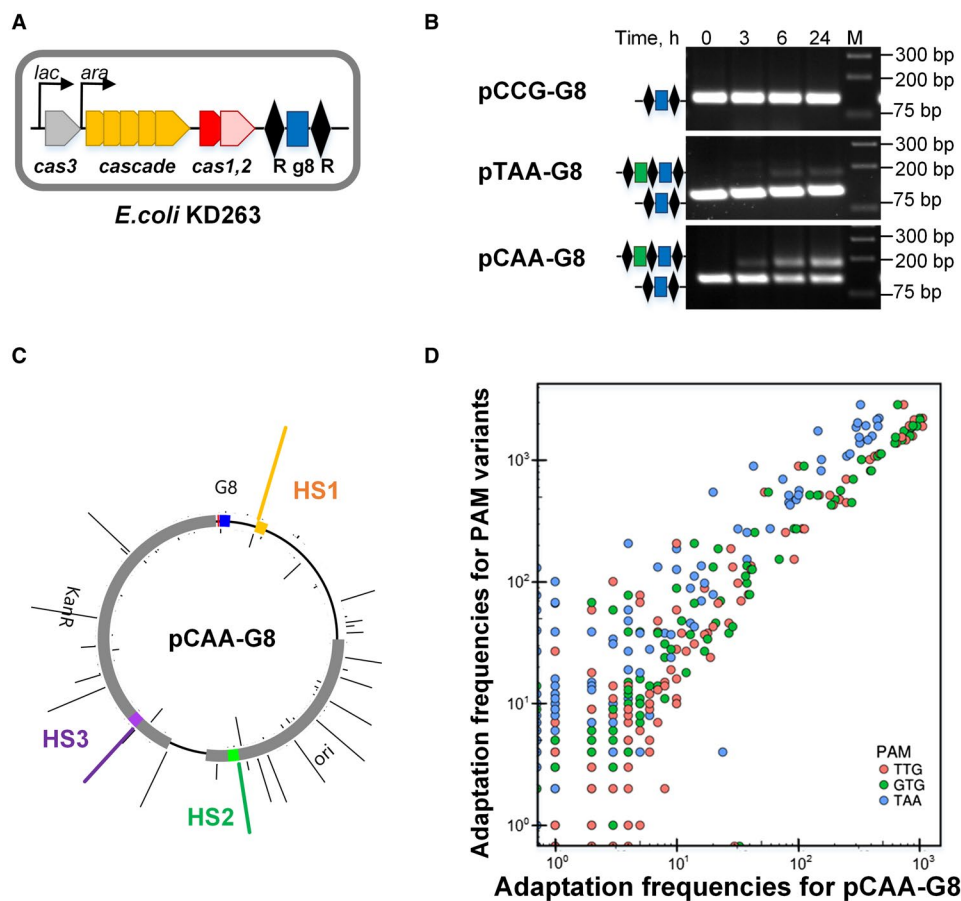 A
lac ara
cas3 cascade cas1,2 R g8 R
E.coli KD263
B
Time, h 0 3 6 24 M
pCCG-G8
300 bp
200 bp
75 bp
pTAA-G8
300 bp
200 bp
75 bp
pCAA-G8
300 bp
200 bp
75 bp
C
G8
HS1
KanR
pCAA-G8
HS3
ori
HS2
D
Adaptation frequencies for PAM variants
10³
10²
10¹
10⁰
PAM
TTG
GTG
TAA
10⁰ 10¹ 10² 10³
Adaptation frequencies for pCAA-G8